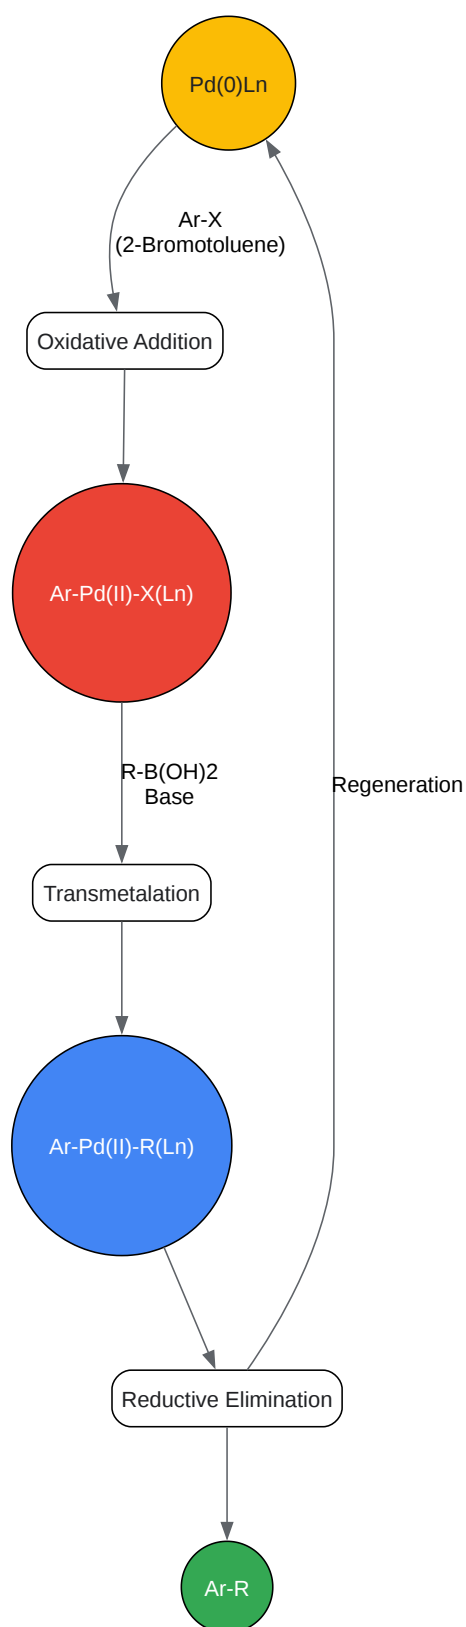 Pd(0)Ln
Ar-X
(2-Bromotoluene)
Oxidative Addition
Ar-Pd(II)-X(Ln)
R-B(OH)2
Base
Regeneration
Transmetalation
Ar-Pd(II)-R(Ln)
Reductive Elimination
Ar-R